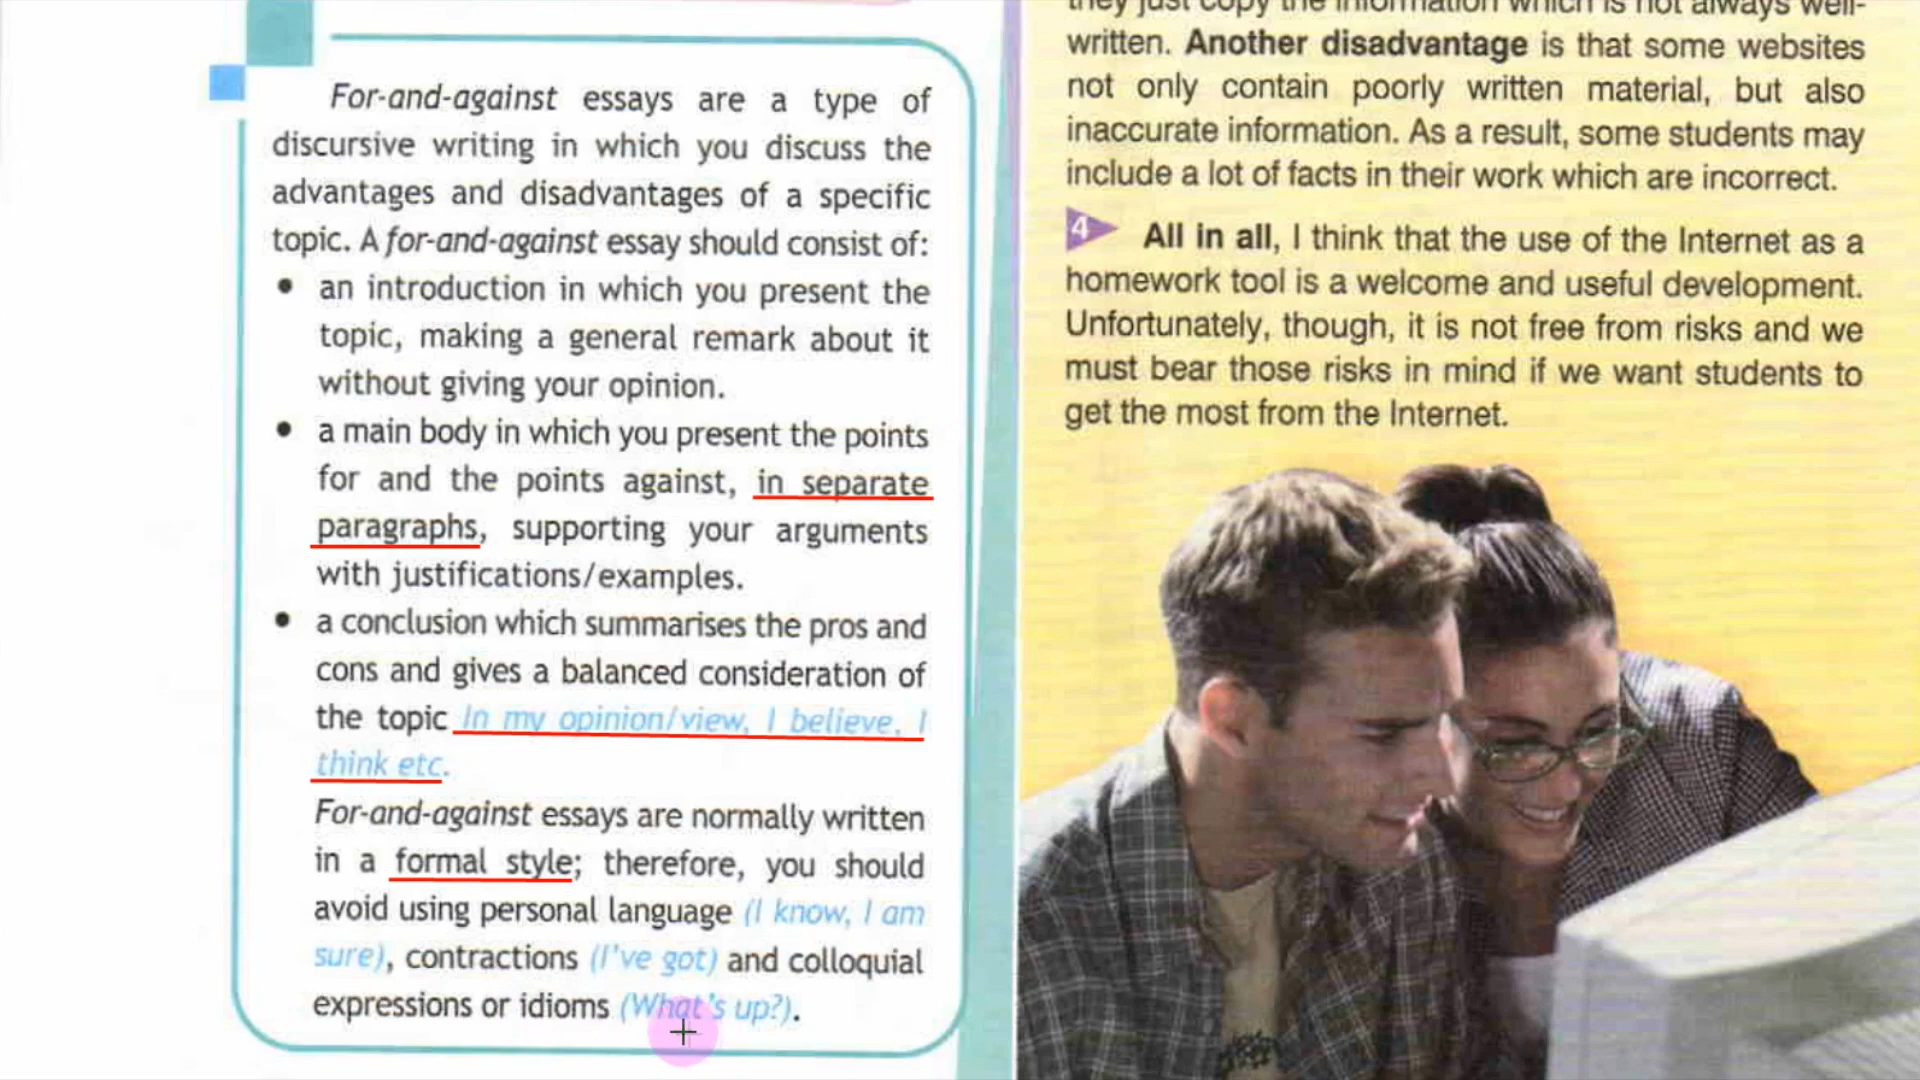 For-and-against essays are a type of
discursive writing in which you discuss the
advantages and disadvantages of a specific
topic. A for-and-against essay should consist of:
• an introduction in which you present the
topic, making a general remark about it
without giving your opinion.
• a main body in which you present the points
for and the points against, in separate
paragraphs, supporting your arguments
with justifications/examples.
• a conclusion which summarises the pros and
cons and gives a balanced consideration of
the topic In my opinion/view, I believe, I
think etc.
For-and-against essays are normally written
in a formal style; therefore, you should
avoid using personal language (I know, I am
sure), contractions (I've got) and colloquial
expressions or idioms (What's up?).
they just copy the information which is not always well-
written. Another disadvantage is that some websites
not only contain poorly written material, but also
inaccurate information. As a result, some students may
include a lot of facts in their work which are incorrect.
4 All in all, I think that the use of the Internet as a
homework tool is a welcome and useful development.
Unfortunately, though, it is not free from risks and we
must bear those risks in mind if we want students to
get the most from the Internet.